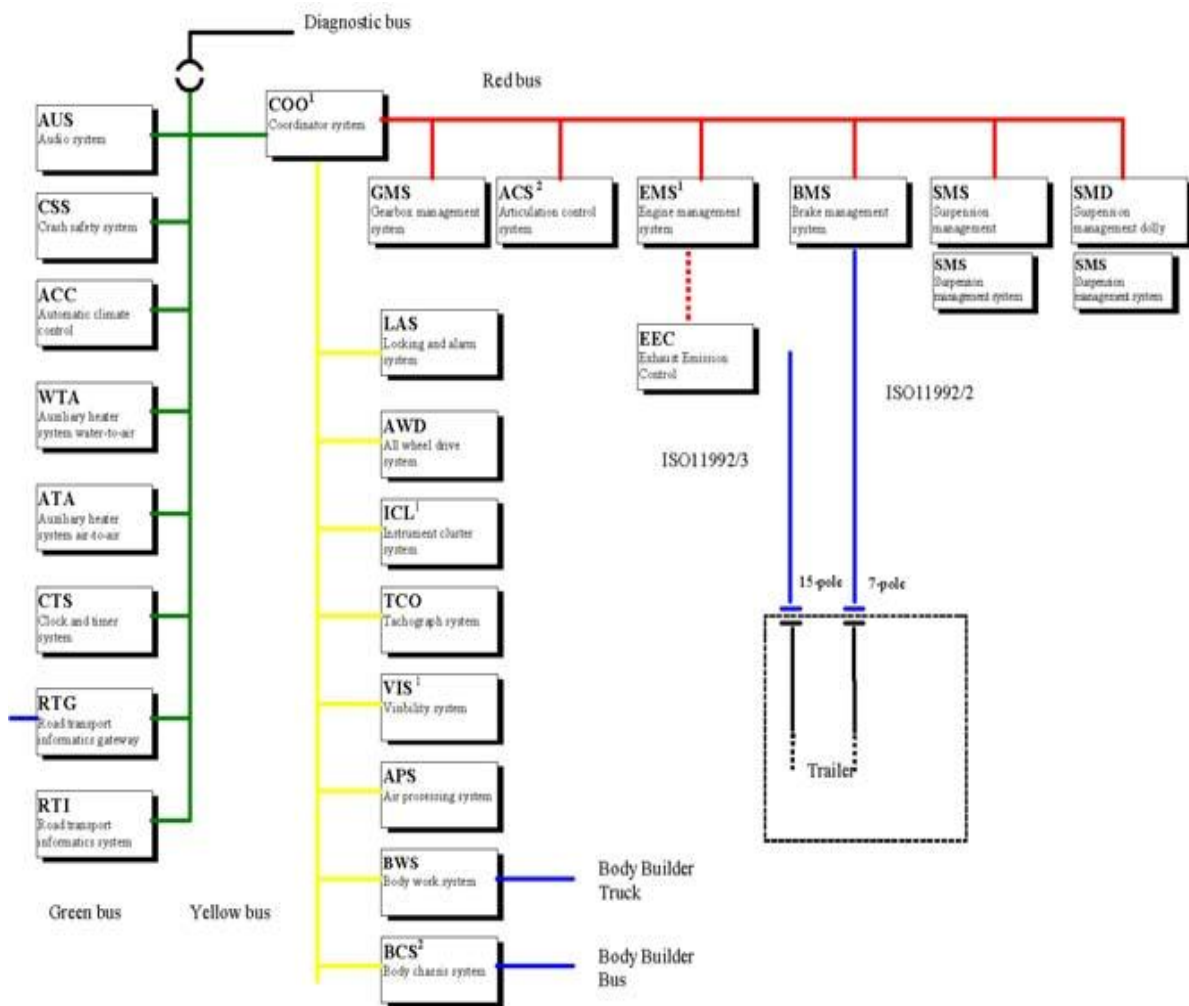 Diagnostic bus
Red bus
COO1
Coordinator system
AUS
Audio system
CSS
Crash safety system
ACC
Automatic climate
control
WTA
Auxiliary heater
system water-to-air
ATA
Auxiliary heater
system air-to-air
CTS
Clock and timer
system
RTG
Road transport
informatics gateway
RTI
Road transport
informatics system
Green bus
Yellow bus
GMS
Gearbox management
system
ACS2
Articulation control
system
EMS1
Engine management
system
BMS
Brake management
system
SMS
Suspension
management
SMS
Suspension
management system
SMD
Suspension
management dolly
SMS
Suspension
management system
EEC
Exhaust Emission
Control
LAS
Locking and alarm
system
AWD
All wheel drive
system
ICL1
Instrument cluster
system
TCO
Tachograph system
VIS1
Visibility system
APS
Air processing system
BWS
Body work system
BCS2
Body chassis system
Body Builder
Truck
Body Builder
Bus
ISO11992/3
ISO11992/2
15-pole
7-pole
Trailer